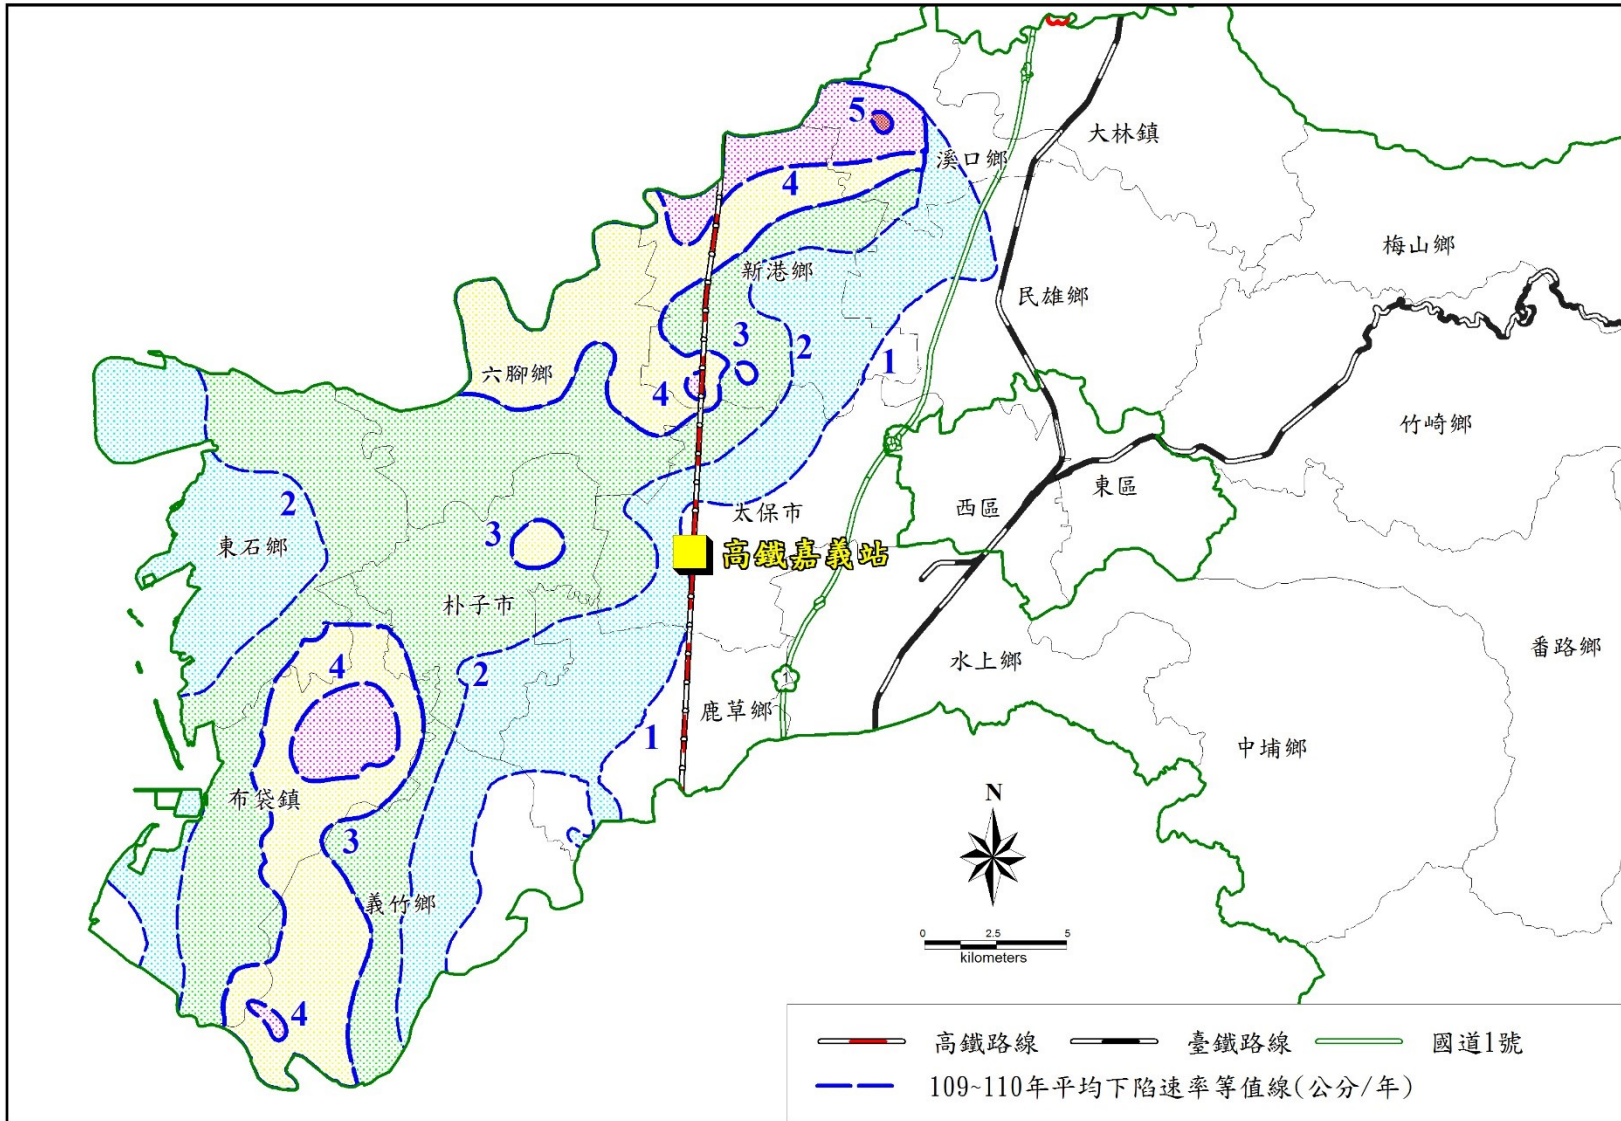 5
大林鎮
溪口鄉
4
梅山鄉
新港鄉
民雄鄉
3
2
1
六腳鄉
4
竹崎鄉
2
東區
西區
太保市
3
東石鄉
高鐵嘉義站
朴子市
番路鄉
4
2
水上鄉
1
鹿草鄉
1
中埔鄉
布袋鎮
N
3
義竹鄉
0 2.5 5
kilometers
4
高鐵路線 臺鐵路線 國道1號
109~110年平均下陷速率等值線(公分/年)